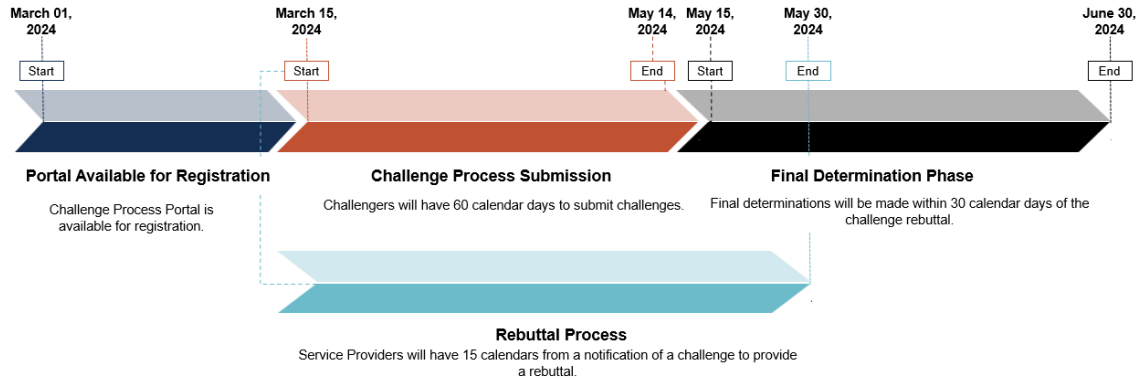 March 01,
2024
March 15,
2024
May 14,
2024
May 15,
2024
May 30,
2024
June 30,
2024
Start
Start
End
Start
End
End
Portal Available for Registration
Challenge Process Portal is
available for registration.
Challenge Process Submission
Challengers will have 60 calendar days to submit challenges.
Final Determination Phase
Final determinations will be made within 30 calendar days of the
challenge rebuttal.
Rebuttal Process
Service Providers will have 15 calendars from a notification of a challenge to provide
a rebuttal.